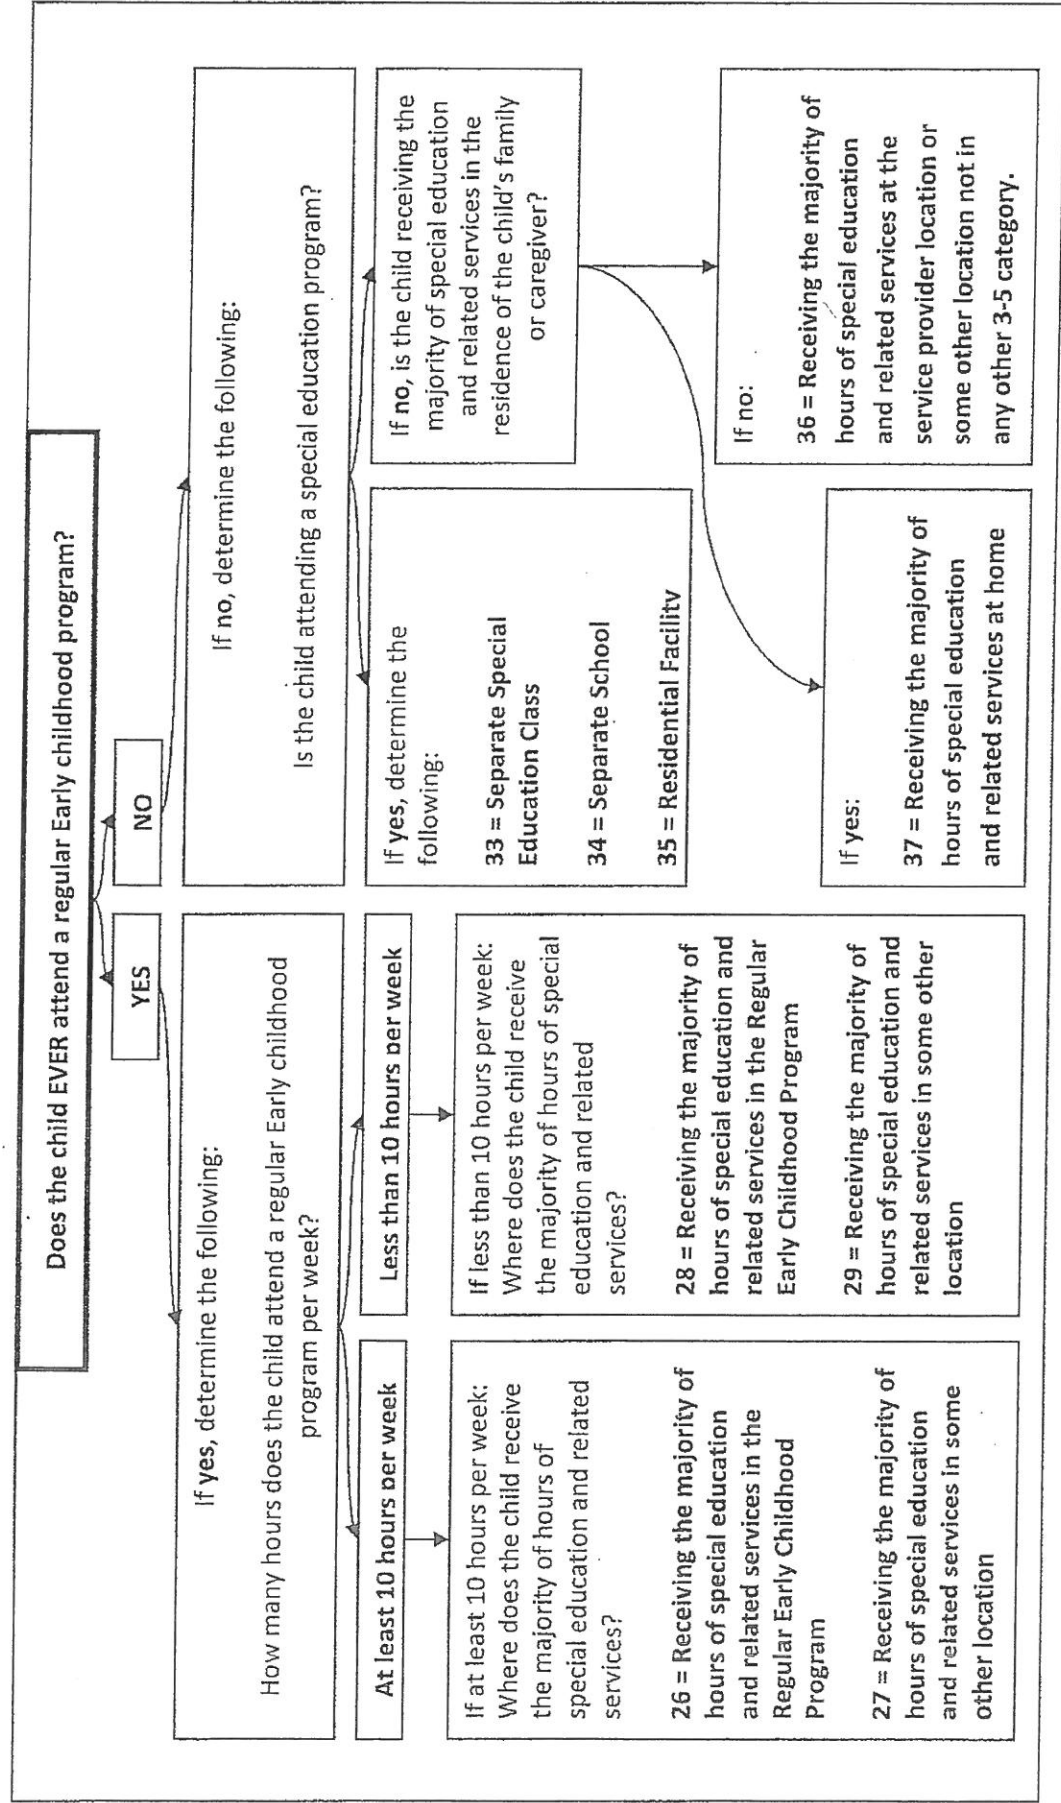 Does the child EVER attend a regular Early childhood program?
YES
NO
If yes, determine the following:
How many hours does the child attend a regular Early childhood
program per week?
At least 10 hours per week
Less than 10 hours per week
If at least 10 hours per week:
Where does the child receive
the majority of hours of
special education and related
services?
26 = Receiving the majority of
hours of special education
and related services in the
Regular Early Childhood
Program
27 = Receiving the majority of
hours of special education
and related services in some
other location
If less than 10 hours per week:
Where does the child receive
the majority of hours of special
education and related
services?
28 = Receiving the majority of
hours of special education and
related services in the Regular
Early Childhood Program
29 = Receiving the majority of
hours of special education and
related services in some other
location
If no, determine the following:
Is the child attending a special education program?
If yes, determine the
following:
33 = Separate Special
Education Class
34 = Separate School
35 = Residential Facility
If no, is the child receiving the
majority of special education
and related services in the
residence of the child's family
or caregiver?
If yes:
37 = Receiving the majority of
hours of special education
and related services at home
If no:
36 = Receiving the majority of
hours of special education
and related services at the
service provider location or
some other location not in
any other 3-5 category.